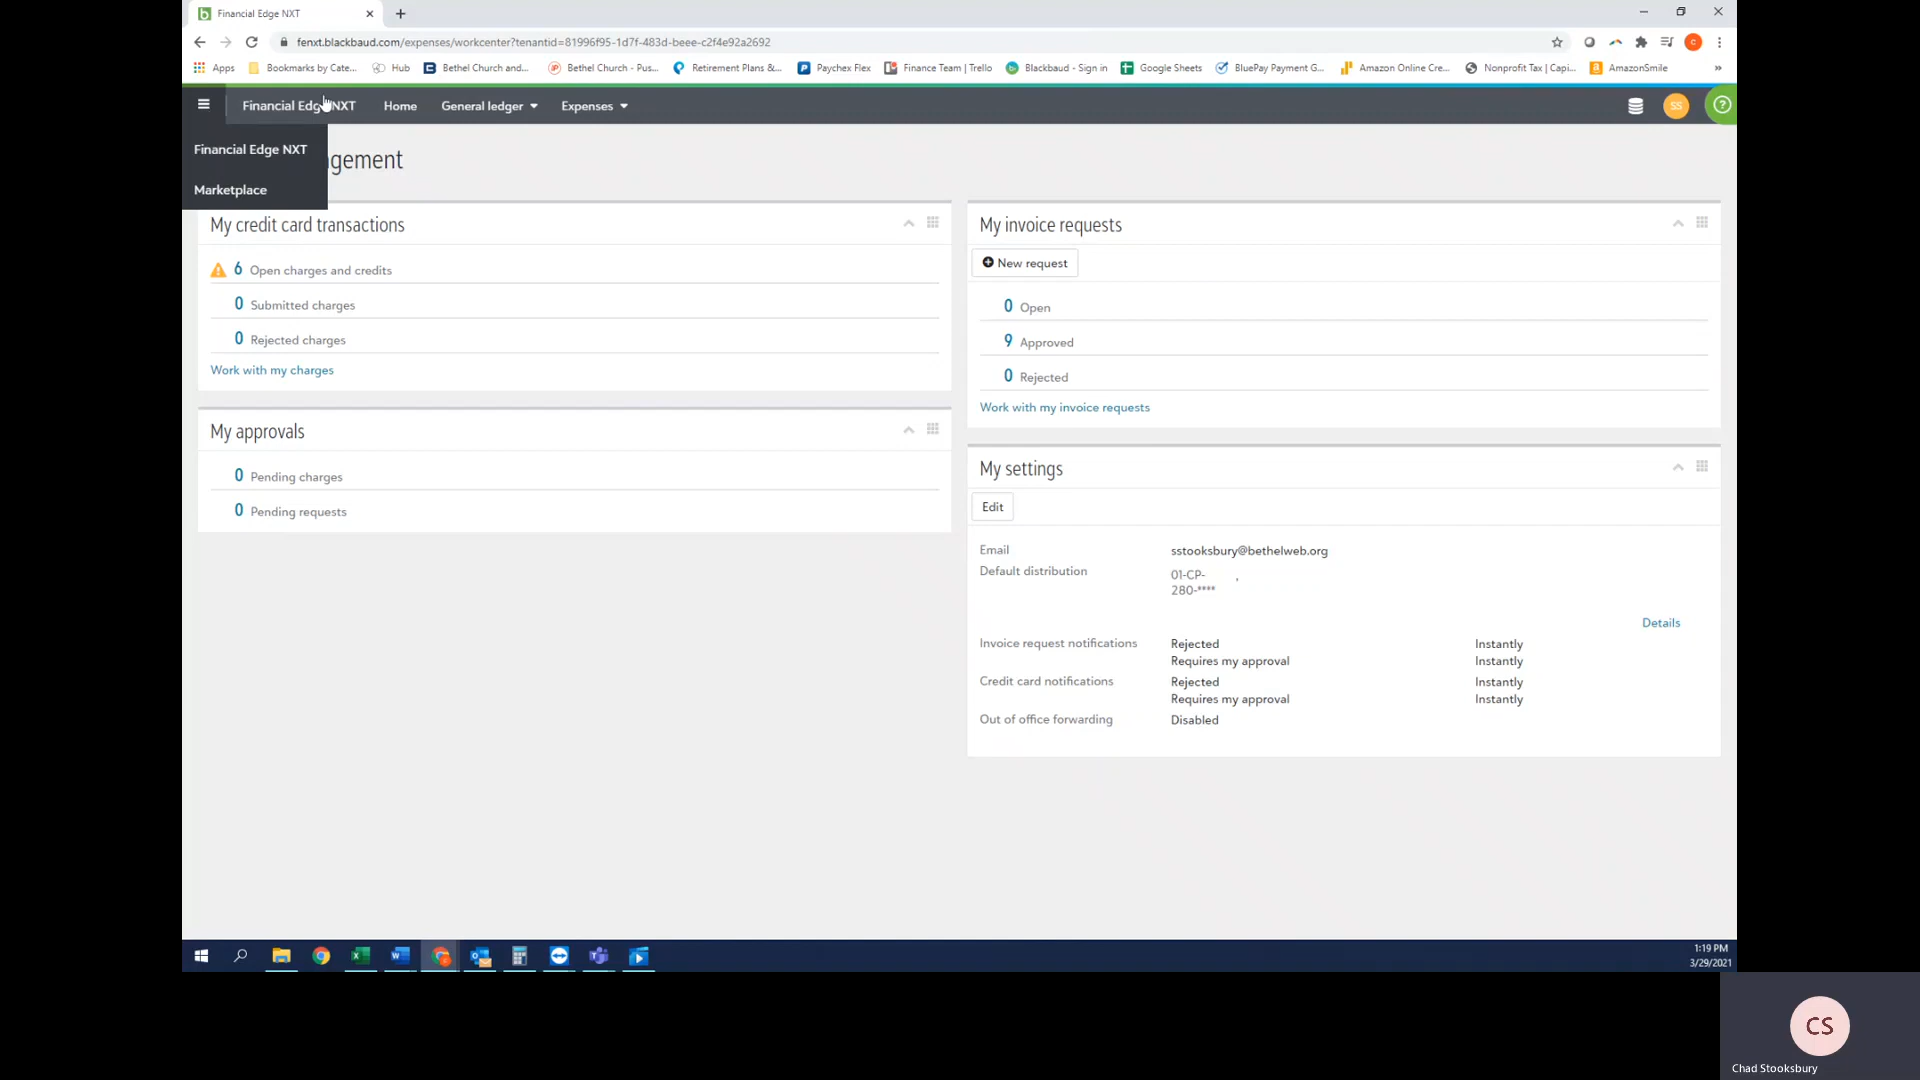 Financial Edge NXT
fenxt.blackbaud.com/expenses/workcenter?tenantid=81996f95-1d7f-483d-beee-c2f4e92a2692
Apps Bookmarks by Cate... Hub Bethel Church and... Bethel Church - Pus... Retirement Plans &... Paychex Flex Finance Team | Trello Blackbaud - Sign in Google Sheets BluePay Payment G... Amazon Online Cre... Nonprofit Tax | Capi... AmazonSmile »
Financial Edge NXT Home General ledger Expenses SS ?
Financial Edge NXT
gement
Marketplace
My credit card transactions
6 Open charges and credits
0 Submitted charges
0 Rejected charges
Work with my charges
My approvals
0 Pending charges
0 Pending requests
My invoice requests
New request
0 Open
9 Approved
0 Rejected
Work with my invoice requests
My settings
Edit
Email sstooksbury@bethelweb.org
Default distribution 01-CP- ,
280-****
Details
Invoice request notifications Rejected Instantly
Requires my approval Instantly
Credit card notifications Rejected Instantly
Requires my approval Instantly
Out of office forwarding Disabled
1:19 PM
3/29/2021
CS
Chad Stooksbury